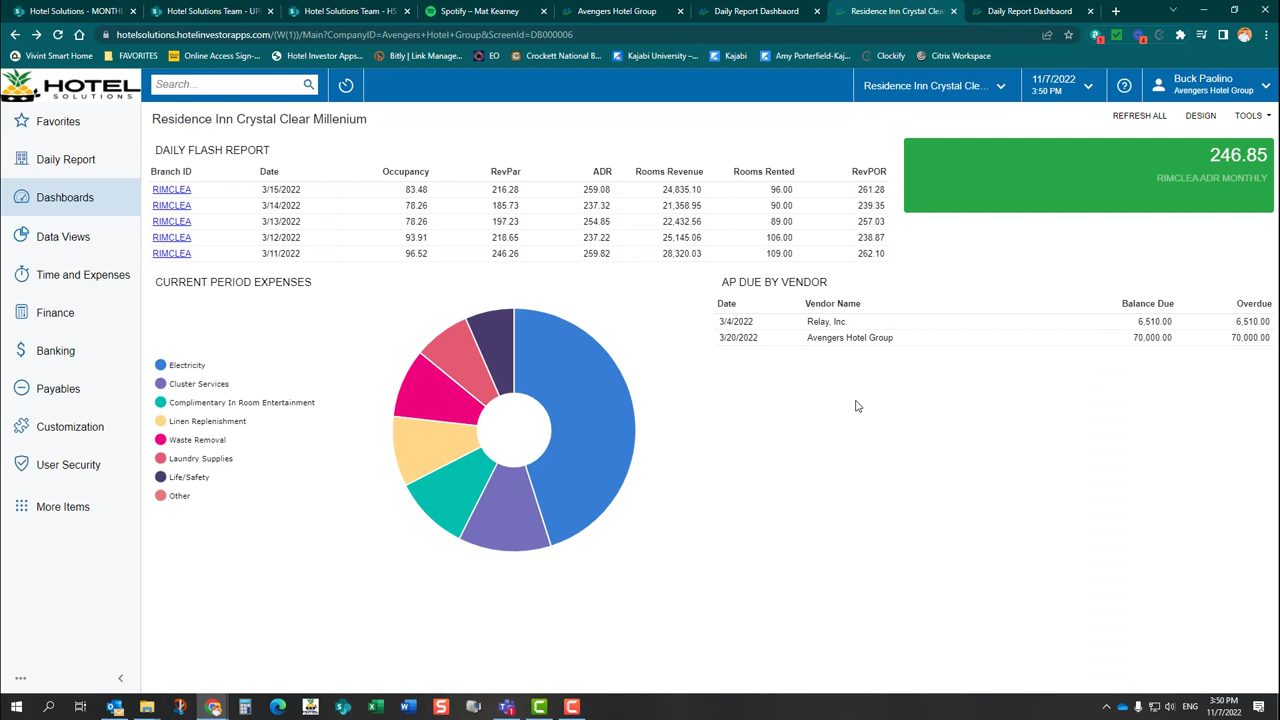 Hotel Solutions - MONTHL
Hotel Solutions Team - UPL
Hotel Solutions Team - HS
Spotify – Mat Kearney
Avengers Hotel Group
Daily Report Dashboard
Residence Inn Crystal Clea
Daily Report Dashboard
hotelsolutions.hotelinvestorapps.com/(W(1))/Main?CompanyID=Avengers+Hotel+Group&ScreenId=DB000006
Vivint Smart Home
FAVORITES
Online Access Sign-...
Hotel Investor Apps...
Bitly | Link Manage...
EO
Crockett National B...
Kajabi University –...
Kajabi
Amy Porterfield-Kaj...
Clockify
Citrix Workspace
HOTEL
SOLUTIONS
Search...
Residence Inn Crystal Cle...
11/7/2022
3:50 PM
Buck Paolino
Avengers Hotel Group
Favorites
Daily Report
Dashboards
Data Views
Time and Expenses
Finance
Banking
Payables
Customization
User Security
More Items
Residence Inn Crystal Clear Millenium
REFRESH ALL DESIGN TOOLS
DAILY FLASH REPORT
Branch ID Date Occupancy RevPar ADR Rooms Revenue Rooms Rented RevPOR
RIMCLEA 3/15/2022 83.48 216.28 259.08 24,835.10 96.00 261.28
RIMCLEA 3/14/2022 78.26 185.73 237.32 21,358.95 90.00 239.35
RIMCLEA 3/13/2022 78.26 197.23 254.85 22,432.56 89.00 257.03
RIMCLEA 3/12/2022 93.91 218.65 237.22 25,145.06 106.00 238.87
RIMCLEA 3/11/2022 96.52 246.26 259.82 28,320.03 109.00 262.10
246.85
RIMCLEA ADR MONTHLY
CURRENT PERIOD EXPENSES
Electricity
Cluster Services
Complimentary In Room Entertainment
Linen Replenishment
Waste Removal
Laundry Supplies
Life/Safety
Other
AP DUE BY VENDOR
Date Vendor Name Balance Due Overdue
3/4/2022 Relay, Inc. 6,510.00 6,510.00
3/20/2022 Avengers Hotel Group 70,000.00 70,000.00
3:50 PM
11/7/2022